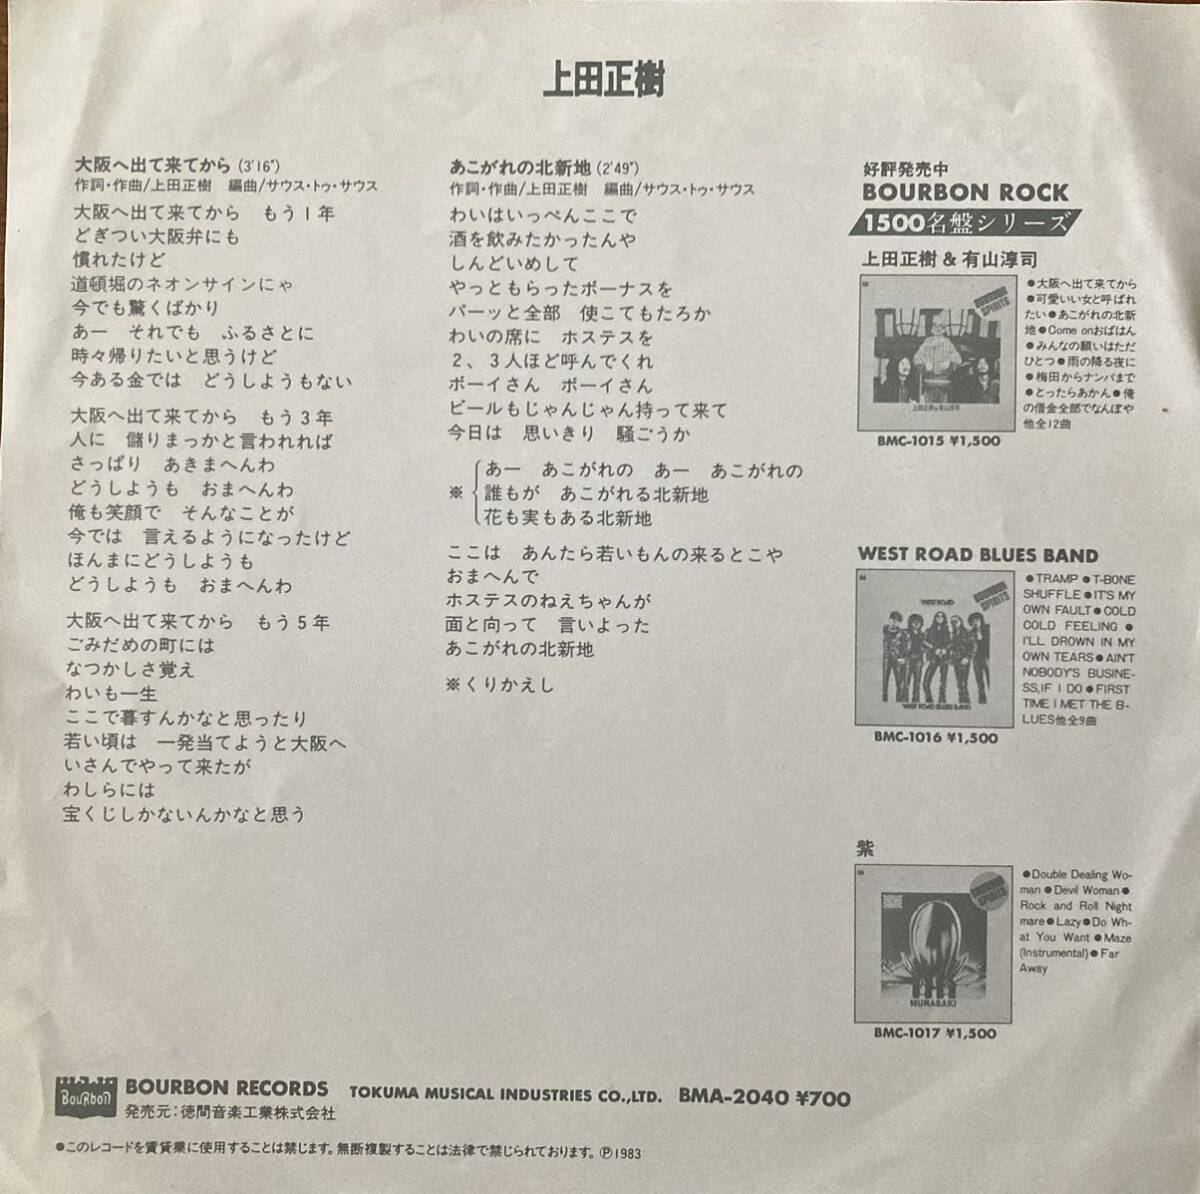 上田正樹
大阪へ出て来てから (3'16")
作詞・作曲/上田正樹　編曲/サウス・トゥ・サウス
大阪へ出て来てから　もう1年
どぎつい大阪弁にも
慣れたけど
道頓堀のネオンサインにゃ
今でも驚くばかり
あー　それでも　ふるさとに
時々帰りたいと思うけど
今ある金では　どうしようもない
大阪へ出て来てから　もう3年
人に　儲りまっかと言われれば
さっぱり　あきまへんわ
どうしようも　おまへんわ
俺も笑顔で　そんなことが
今では　言えるようになったけど
ほんまにどうしようも
どうしようも　おまへんわ
大阪へ出て来てから　もう5年
ごみだめの町には
なつかしさ覚え
わいも一生
ここで暮すんかなと思ったり
若い頃は　一発当てようと大阪へ
いさんでやって来たが
わしらには
宝くじしかないんかなと思う
あこがれの北新地 (2'49")
作詞・作曲/上田正樹　編曲/サウス・トゥ・サウス
わいはいっぺんここで
酒を飲みたかったんや
しんどいめして
やっともらったボーナスを
パーッと全部　使こてもたろか
わいの席に　ホステスを
2、3人ほど呼んでくれ
ボーイさん　ボーイさん
ビールもじゃんじゃん持って来て
今日は　思いきり　騒ごうか
※ あー　あこがれの　あー　あこがれの
誰もが　あこがれる北新地
花も実もある北新地
ここは　あんたら若いもんの来るとこや
おまへんで
ホステスのねえちゃんが
面と向って　言いよった
あこがれの北新地
※くりかえし
好評発売中
BOURBON ROCK
1500名盤シリーズ
上田正樹&有山淳司
BOURBON
SPIRITS
上田正樹と有山淳司
●大阪へ出て来てから
●可愛いい女と呼ばれ
たい●あこがれの北新
地●Come onおばはん
●みんなの願いはただ
ひとつ●雨の降る夜に
●梅田からナンバまで
●とったらあかん●俺
の借金全部でなんぼや
他全12曲
BMC-1015 ¥1,500
WEST ROAD BLUES BAND
WEST ROAD
BOURBON
SPIRITS
WEST ROAD BLUES BAND
●TRAMP●T-BONE
SHUFFLE●IT'S MY
OWN FAULT●COLD
COLD FEELING●
I'LL DROWN IN MY
OWN TEARS●AIN'T
NOBODY'S BUSINE-
SS,IF I DO●FIRST
TIME I MET THE B-
LUES他全9曲
BMC-1016 ¥1,500
紫
BOURBON
SPIRITS
MURASAKI
●Double Dealing Wo-
man●Devil Woman●
Rock and Roll Night
mare●Lazy●Do Wh-
at You Want●Maze
(Instrumental)●Far
Away
BMC-1017 ¥1,500
BouRbon
BOURBON RECORDS　TOKUMA MUSICAL INDUSTRIES CO.,LTD.　BMA-2040 ¥700
発売元:徳間音楽工業株式会社
●このレコードを賃貸業に使用することは禁じます。無断複製することは法律で禁じられております。Ⓟ1983